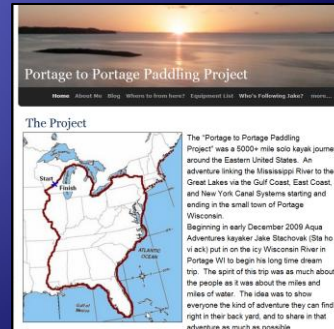 Portage to Portage Paddling Project
Home About Me Blog Where to from here? Equipment List Who's Following Jake? more...
The Project
Start
Finish
ATLANTIC
OCEAN
Gulf of
Mexico
The "Portage to Portage Paddling
Project" was a 5000+ mile solo kayak journe
around the Eastern United States. An
adventure linking the Mississippi River to the
Great Lakes via the Gulf Coast, East Coast,
and New York Canal Systems starting and
ending in the small town of Portage
Wisconsin.
Beginning in early December 2009 Aqua
Adventures kayaker Jake Stachovak (Sta ho
v ack) put in on the icy Wisconsin River in
Portage WI to begin his long time dream
trip. The spirit of this trip was as much about
the people as it was about the miles and
miles of water. The idea was to show
everyone the kind of adventure they can find
right in their back yard, and to share in that
adventure as much as possible